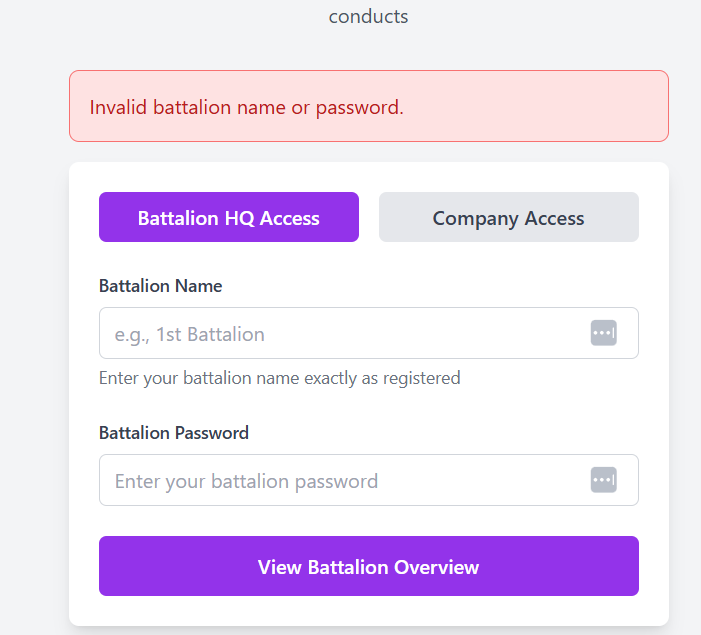 conducts
Invalid battalion name or password.
Battalion HQ Access
Company Access
Battalion Name
e.g., 1st Battalion
Enter your battalion name exactly as registered
Battalion Password
Enter your battalion password
View Battalion Overview